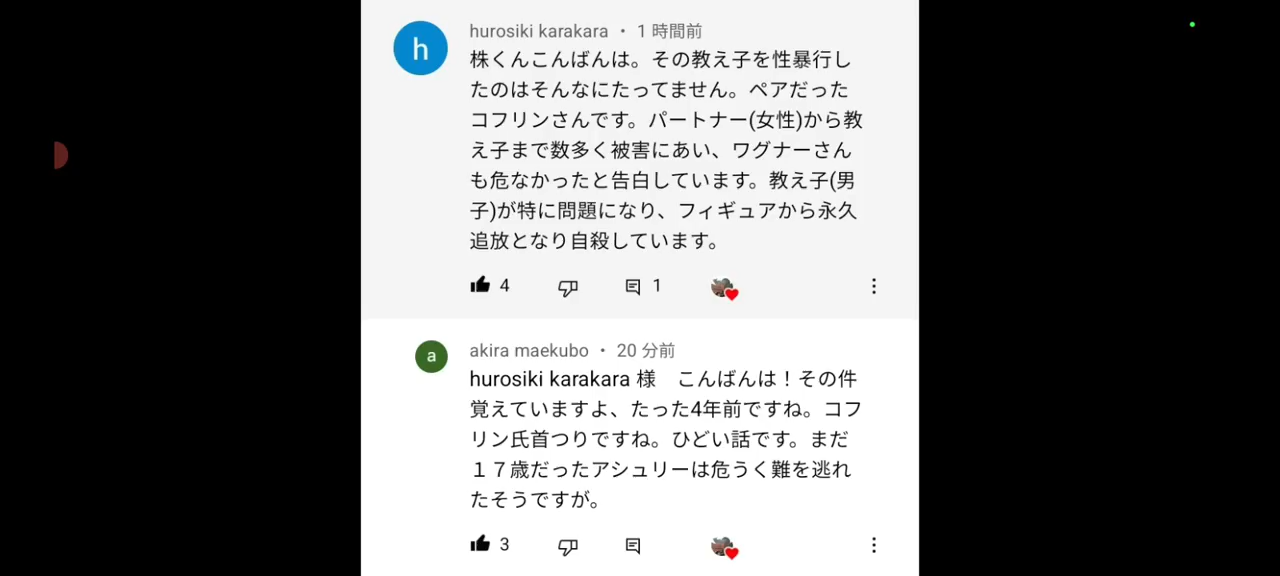 hurosiki karakara ・ 1 時間前
株くんこんばんは。その教え子を性暴行し
たのはそんなにたってません。ペアだった
コフリンさんです。パートナー(女性)から教
え子まで数多く被害にあい、ワグナーさん
も危なかったと告白しています。教え子(男
子)が特に問題になり、フィギュアから永久
追放となり自殺しています。
4
1
akira maekubo ・ 20 分前
hurosiki karakara 様　こんばんは！その件
覚えていますよ、たった4年前ですね。コフ
リン氏首つりですね。ひどい話です。まだ
１７歳だったアシュリーは危うく難を逃れ
たそうですが。
3
h
a